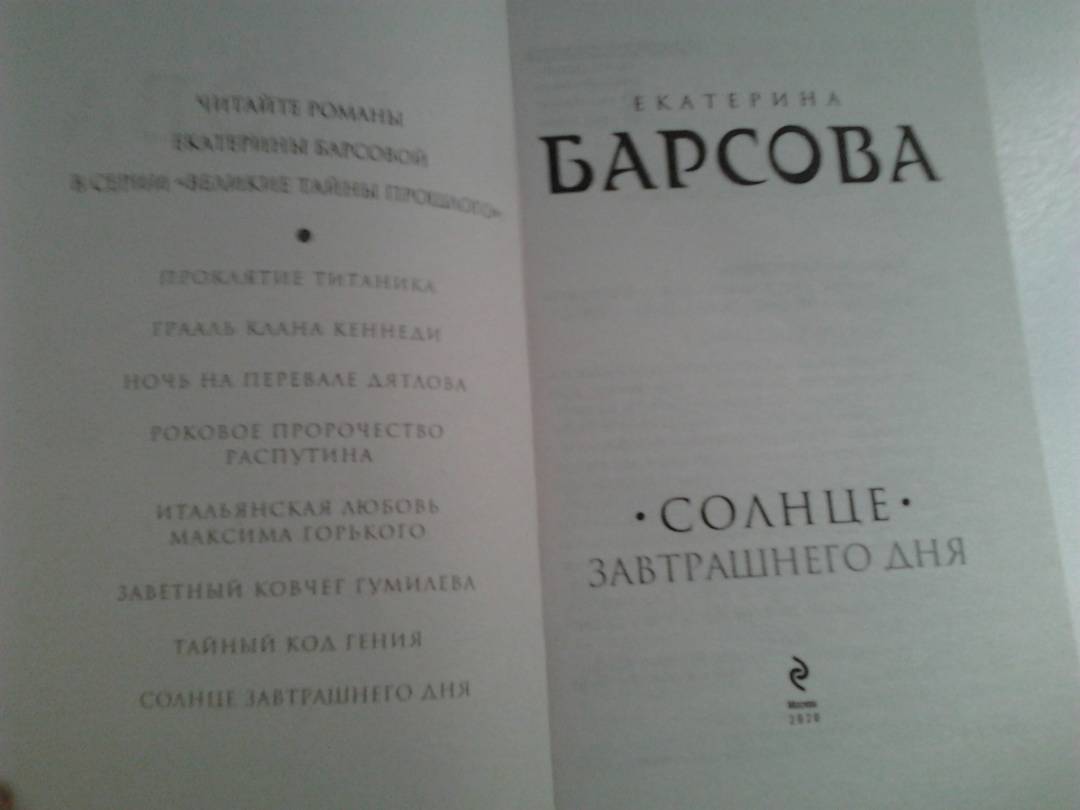 ЧИТАЙТЕ РОМАНЫ
ЕКАТЕРИНЫ БАРСОВОЙ
В СЕРИИ «ВЕЛИКИЕ ТАЙНЫ ПРОШЛОГО»
ПРОКЛЯТИЕ ТИТАНИКА
ГРААЛЬ КЛАНА КЕННЕДИ
НОЧЬ НА ПЕРЕВАЛЕ ДЯТЛОВА
РОКОВОЕ ПРОРОЧЕСТВО
РАСПУТИНА
ИТАЛЬЯНСКАЯ ЛЮБОВЬ
МАКСИМА ГОРЬКОГО
ЗАВЕТНЫЙ КОВЧЕГ ГУМИЛЕВА
ТАЙНЫЙ КОД ГЕНИЯ
СОЛНЦЕ ЗАВТРАШНЕГО ДНЯ
ЕКАТЕРИНА
БАРСОВА
• СОЛНЦЕ •
ЗАВТРАШНЕГО ДНЯ
Москва
2020